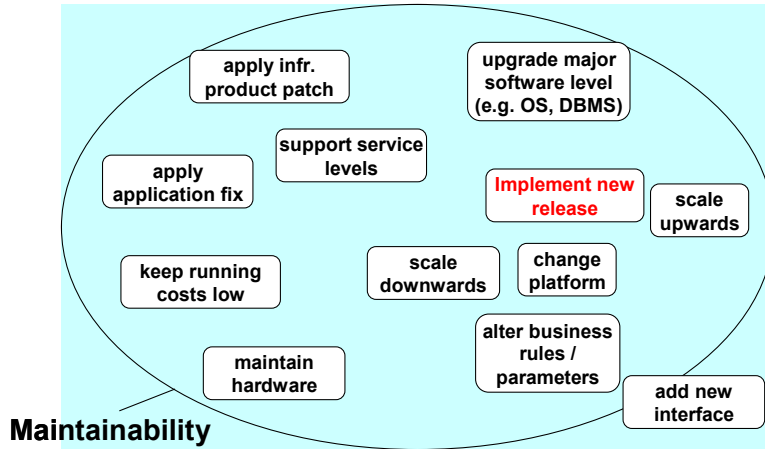 apply infr.
product patch
upgrade major
software level
(e.g. OS, DBMS)
support service
levels
apply
application fix
Implement new
release
scale
upwards
keep running
costs low
scale
downwards
change
platform
alter business
rules /
parameters
maintain
hardware
add new
interface
Maintainability